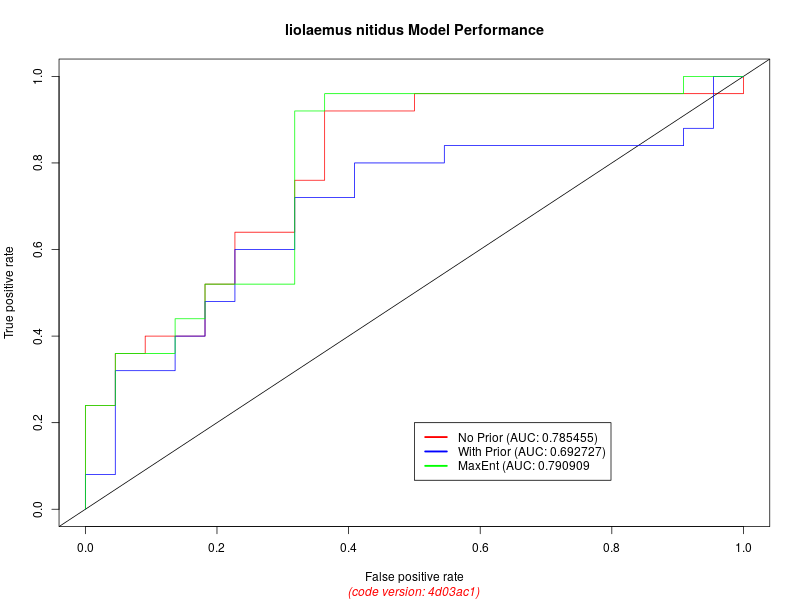 liolaemus nitidus Model Performance
True positive rate
1.0
0.8
0.6
0.4
0.2
0.0
No Prior (AUC: 0.785455)
With Prior (AUC: 0.692727)
MaxEnt (AUC: 0.790909
0.0 0.2 0.4 0.6 0.8 1.0
False positive rate
(code version: 4d03ac1)